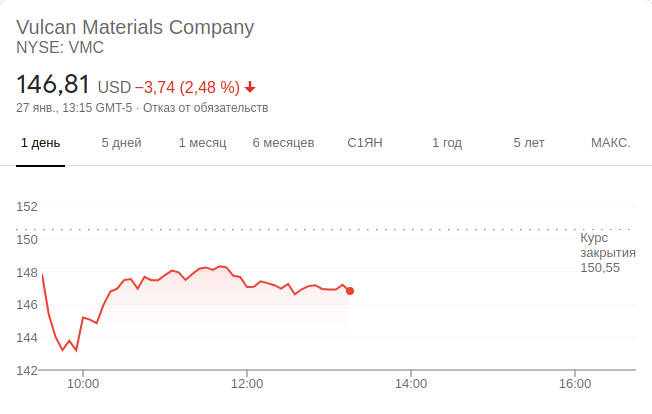 Vulcan Materials Company
NYSE: VMC
146,81 USD −3,74 (2,48 %)
27 янв., 13:15 GMT-5 · Отказ от обязательств
1 день 5 дней 1 месяц 6 месяцев С1ЯН 1 год 5 лет МАКС.
152
150
Курс
закрытия
150,55
148
146
144
142
10:00 12:00 14:00 16:00